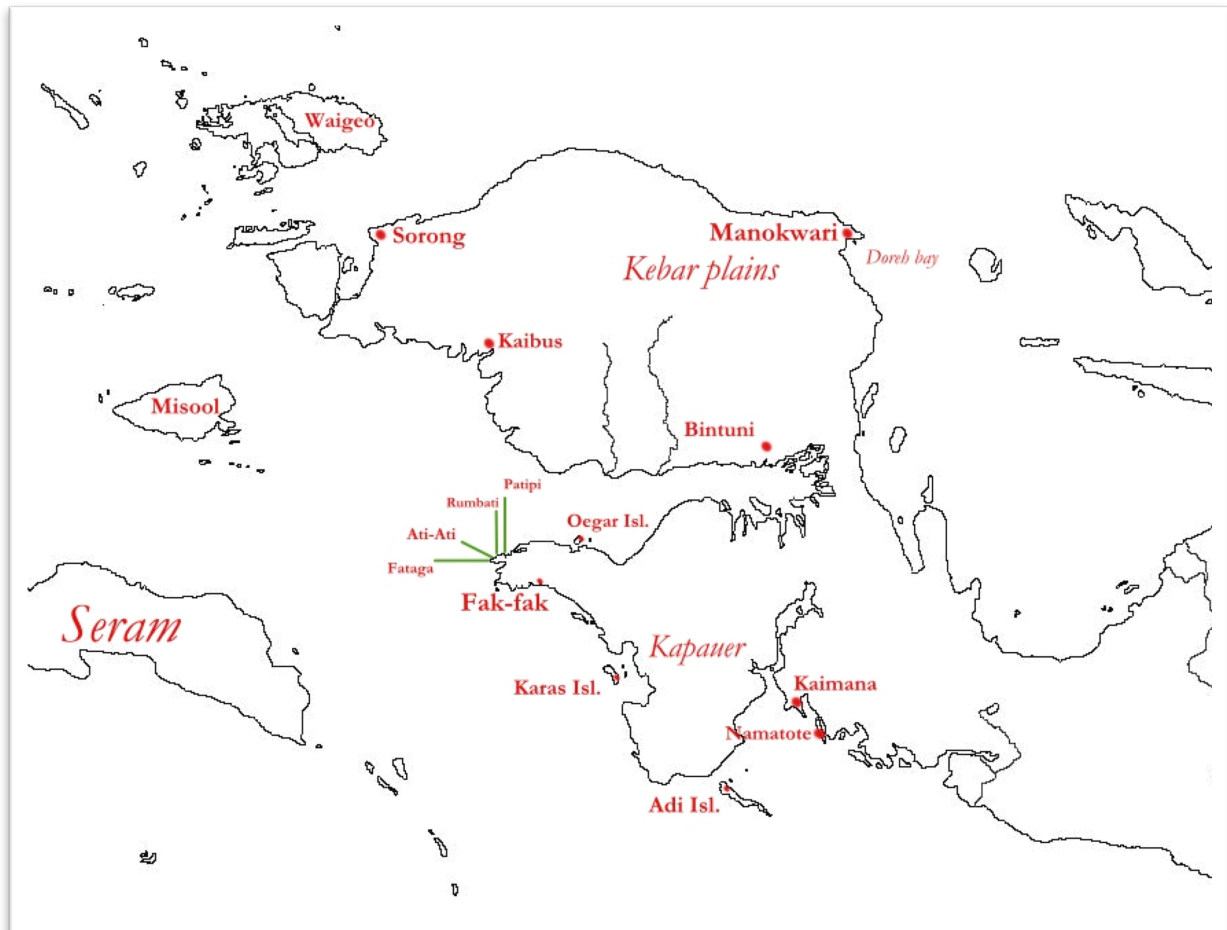 Waigeo
Sorong
Manokwari
Doreh bay
Kebar plains
Kaibus
Misool
Bintuni
Patipi
Rumbati
Oegar Isl.
Ati-Ati
Fataga
Fak-fak
Seram
Kapauer
Karas Isl.
Kaimana
Namatote
Adi Isl.